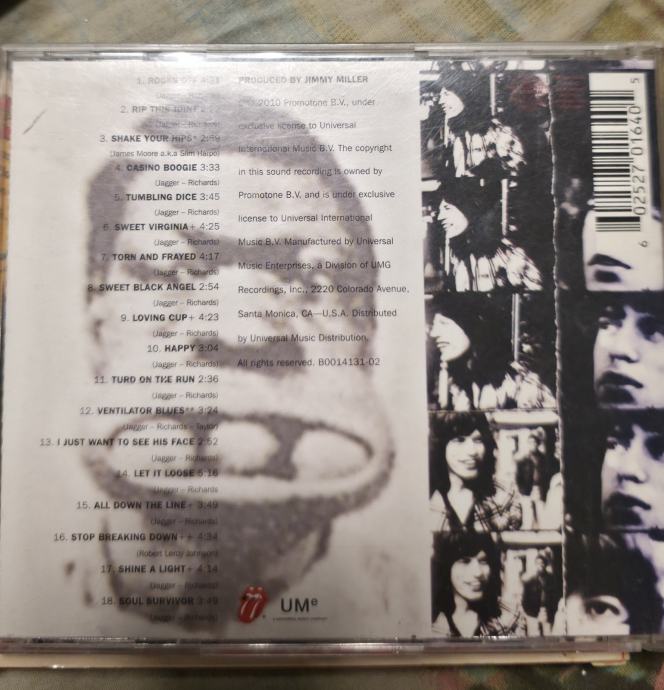 1. ROCKS OFF 4:31
(Jagger – Richards)
2. RIP THIS JOINT
(Jagger – Richards)
3. SHAKE YOUR HIPS* 2:59
(James Moore a.k.a Slim Harpo)
4. CASINO BOOGIE 3:33
(Jagger – Richards)
5. TUMBLING DICE 3:45
(Jagger – Richards)
6. SWEET VIRGINIA+ 4:25
(Jagger – Richards)
7. TORN AND FRAYED 4:17
(Jagger – Richards)
8. SWEET BLACK ANGEL 2:54
(Jagger – Richards)
9. LOVING CUP+ 4:23
(Jagger – Richards)
10. HAPPY 3:04
(Jagger – Richards)
11. TURD ON THE RUN 2:36
(Jagger – Richards)
12. VENTILATOR BLUES** 3:24
(Jagger – Richards – Taylor)
13. I JUST WANT TO SEE HIS FACE 2:52
(Jagger – Richards)
14. LET IT LOOSE 5:16
(Jagger – Richards
15. ALL DOWN THE LINE+ 3:49
(Jagger – Richards)
16. STOP BREAKING DOWN++ 4:34
(Robert Leroy Johnson)
17. SHINE A LIGHT+ 4:14
(Jagger – Richards)
18. SOUL SURVIVOR 3:49
(Jagger – Richards)
PRODUCED BY JIMMY MILLER
2010 Promotone B.V., under
exclusive license to Universal
International Music B.V. The copyright
in this sound recording is owned by
Promotone B.V. and is under exclusive
license to Universal International
Music B.V. Manufactured by Universal
Music Enterprises, a Division of UMG
Recordings, Inc., 2220 Colorado Avenue,
Santa Monica, CA—U.S.A. Distributed
by Universal Music Distribution.
All rights reserved. B0014131-02
UMe
A UNIVERSAL MUSIC COMPANY
6 02527 01640 5